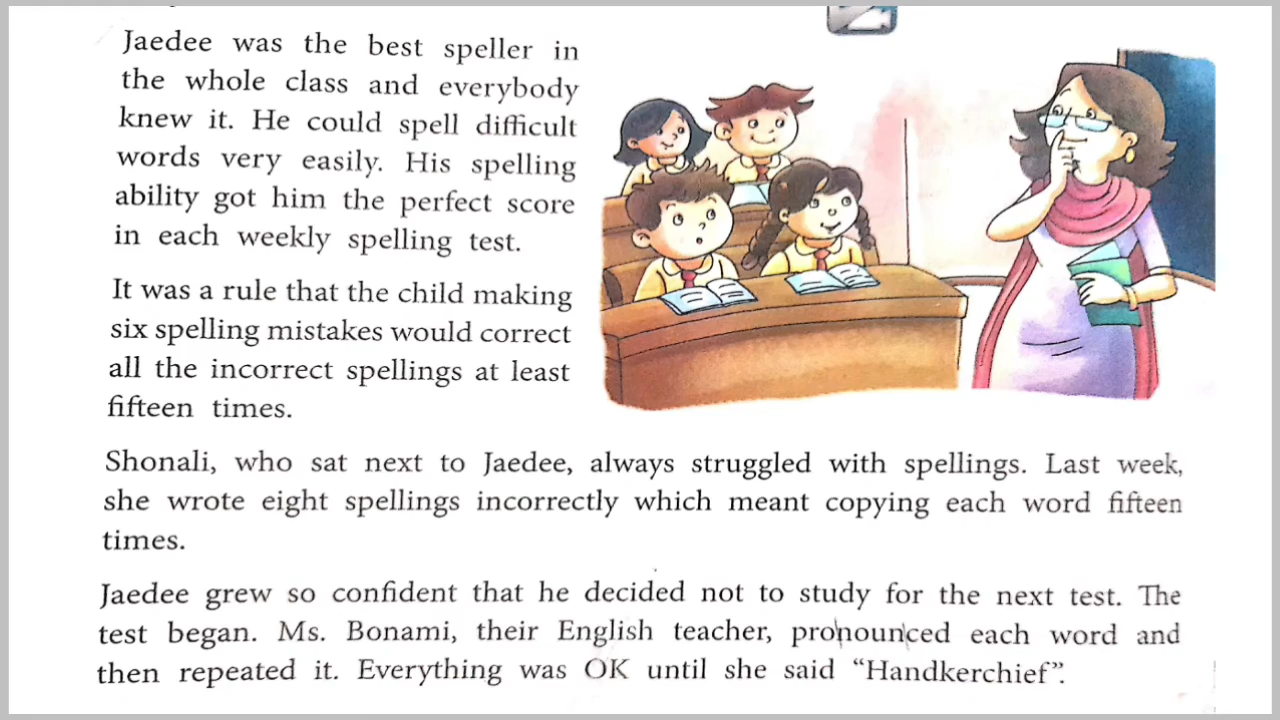 Jaedee was the best speller in
the whole class and everybody
knew it. He could spell difficult
words very easily. His spelling
ability got him the perfect score
in each weekly spelling test.
It was a rule that the child making
six spelling mistakes would correct
all the incorrect spellings at least
fifteen times.
Shonali, who sat next to Jaedee, always struggled with spellings. Last week,
she wrote eight spellings incorrectly which meant copying each word fifteen
times.
Jaedee grew so confident that he decided not to study for the next test. The
test began. Ms. Bonami, their English teacher, pronounced each word and
then repeated it. Everything was OK until she said “Handkerchief”.